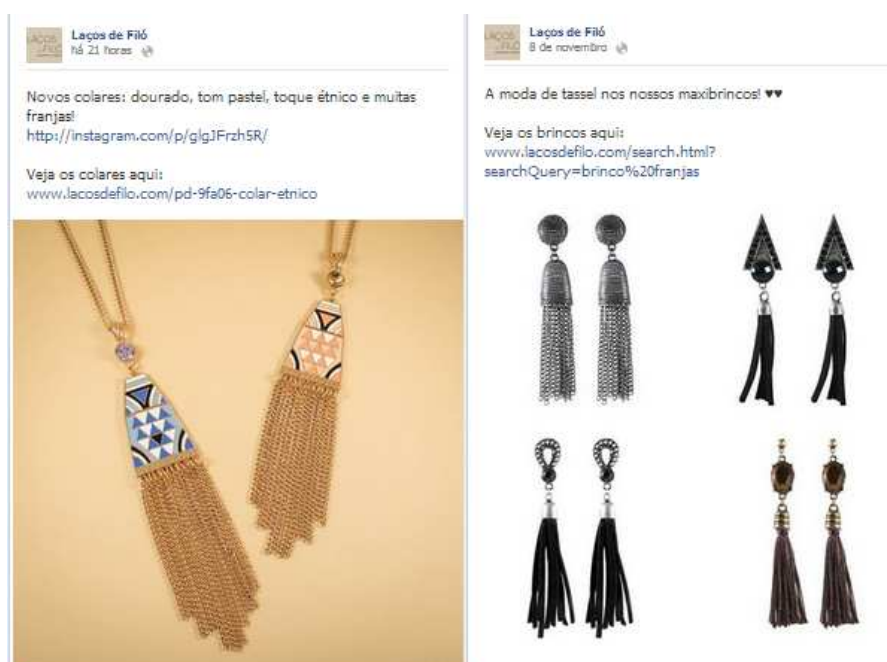 Laços de Filó
há 21 horas
Novos colares: dourado, tom pastel, toque étnico e muitas
franjas!
http://instagram.com/p/glgJFrzh5R/
Veja os colares aqui:
www.lacosdefilo.com/pd-9fa06-colar-etnico
Laços de Filó
8 de novembro
A moda de tassel nos nossos maxibrincos! ♥♥
Veja os brincos aqui:
www.lacosdefilo.com/search.html?
searchQuery=brinco%20franjas